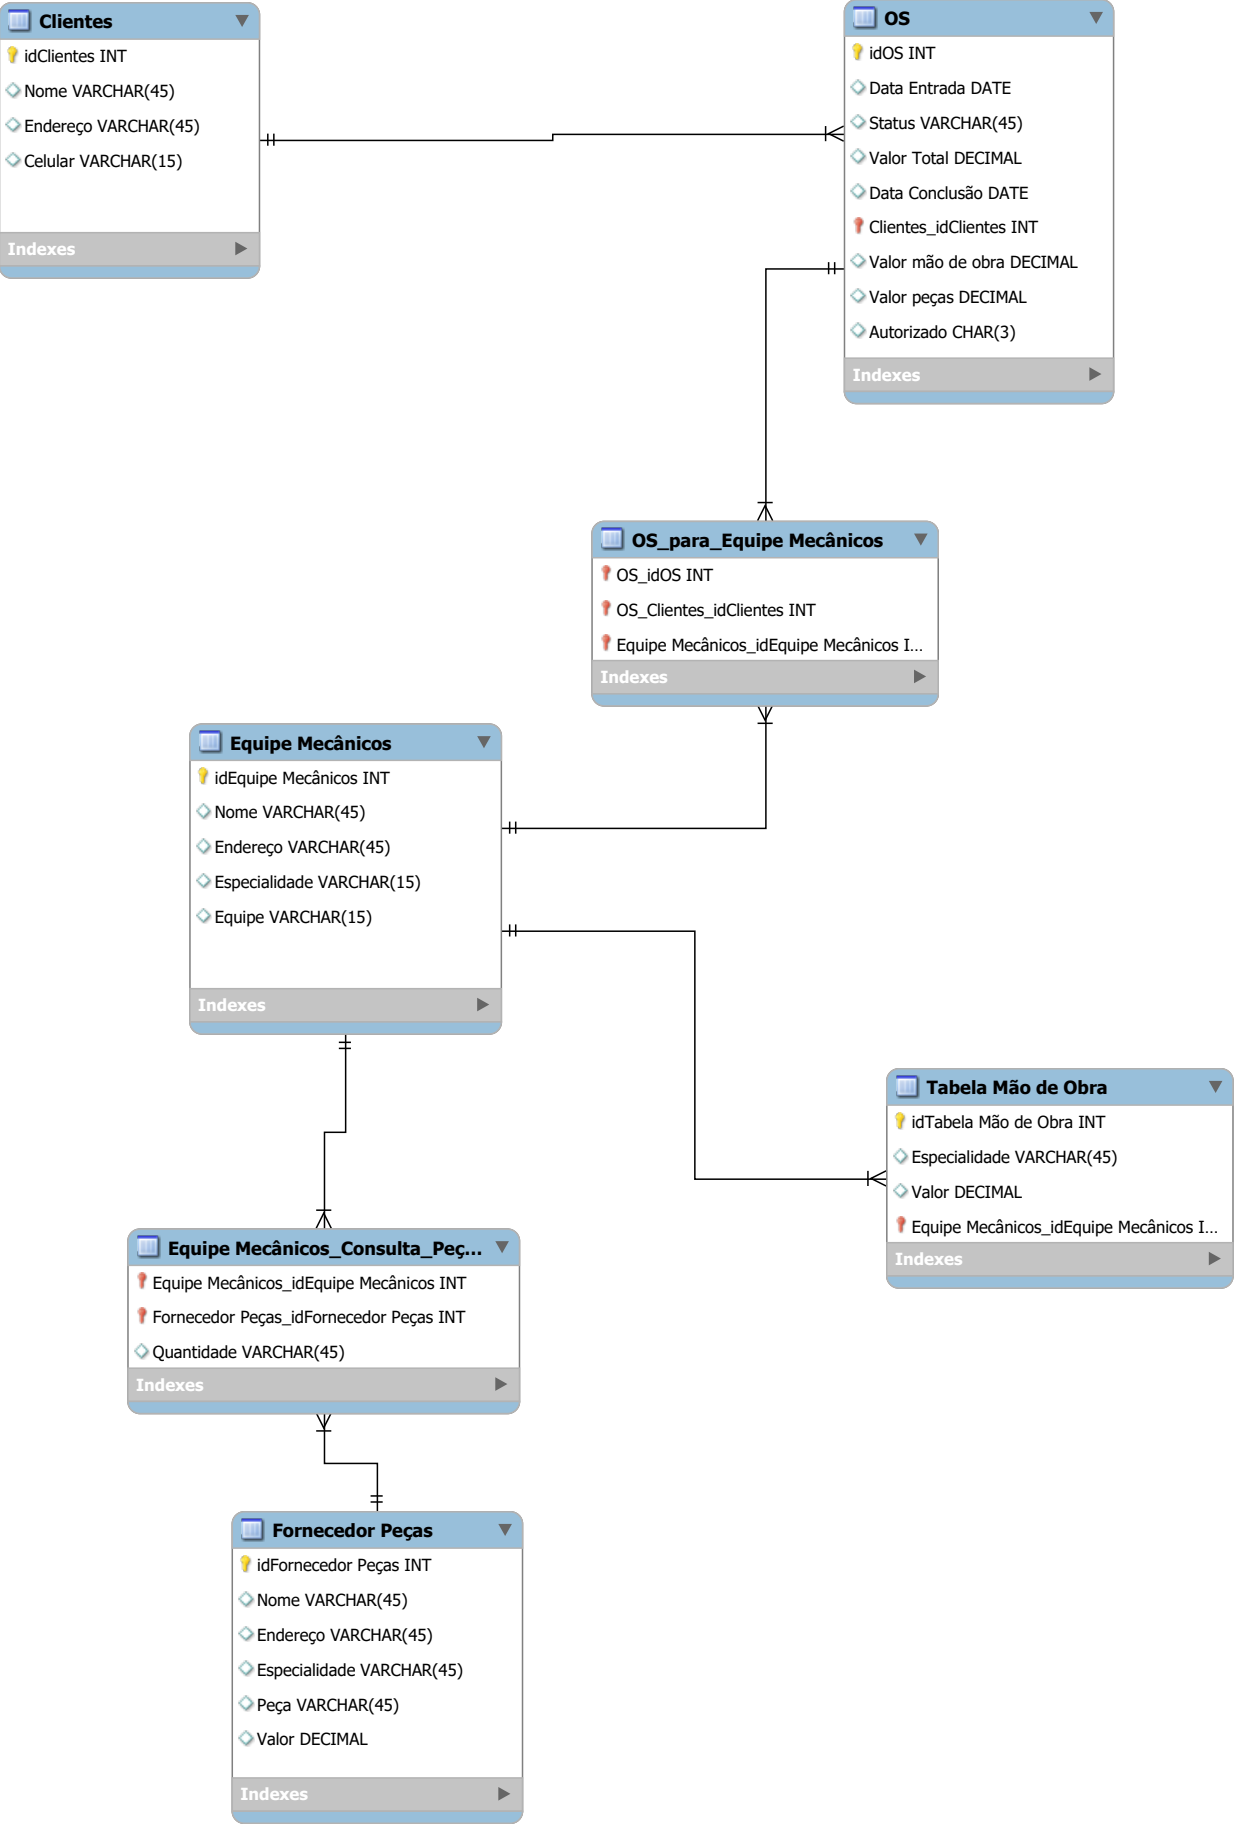 Clientes
idClientes INT
Nome VARCHAR(45)
Endereço VARCHAR(45)
Celular VARCHAR(15)
Indexes
OS
idOS INT
Data Entrada DATE
Status VARCHAR(45)
Valor Total DECIMAL
Data Conclusão DATE
Clientes_idClientes INT
Valor mão de obra DECIMAL
Valor peças DECIMAL
Autorizado CHAR(3)
Indexes
OS_para_Equipe Mecânicos
OS_idOS INT
OS_Clientes_idClientes INT
Equipe Mecânicos_idEquipe Mecânicos I...
Indexes
Equipe Mecânicos
idEquipe Mecânicos INT
Nome VARCHAR(45)
Endereço VARCHAR(45)
Especialidade VARCHAR(15)
Equipe VARCHAR(15)
Indexes
Tabela Mão de Obra
idTabela Mão de Obra INT
Especialidade VARCHAR(45)
Valor DECIMAL
Equipe Mecânicos_idEquipe Mecânicos I...
Indexes
Equipe Mecânicos_Consulta_Peç...
Equipe Mecânicos_idEquipe Mecânicos INT
Fornecedor Peças_idFornecedor Peças INT
Quantidade VARCHAR(45)
Indexes
Fornecedor Peças
idFornecedor Peças INT
Nome VARCHAR(45)
Endereço VARCHAR(45)
Especialidade VARCHAR(45)
Peça VARCHAR(45)
Valor DECIMAL
Indexes